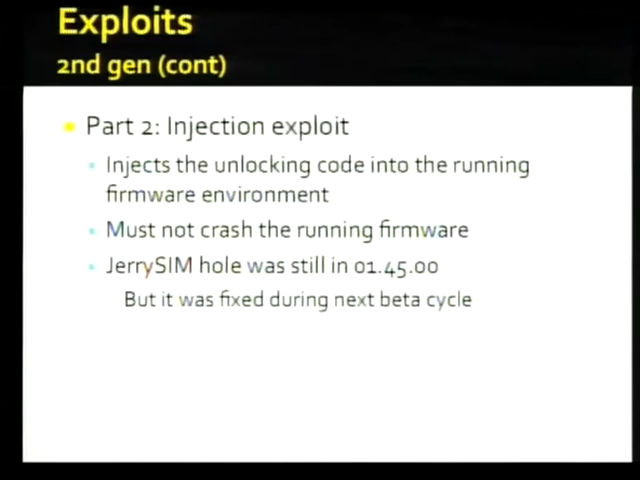 Exploits
2nd gen (cont)
Part 2: Injection exploit
Injects the unlocking code into the running
firmware environment
Must not crash the running firmware
JerrySIM hole was still in 01.45.00
But it was fixed during next beta cycle